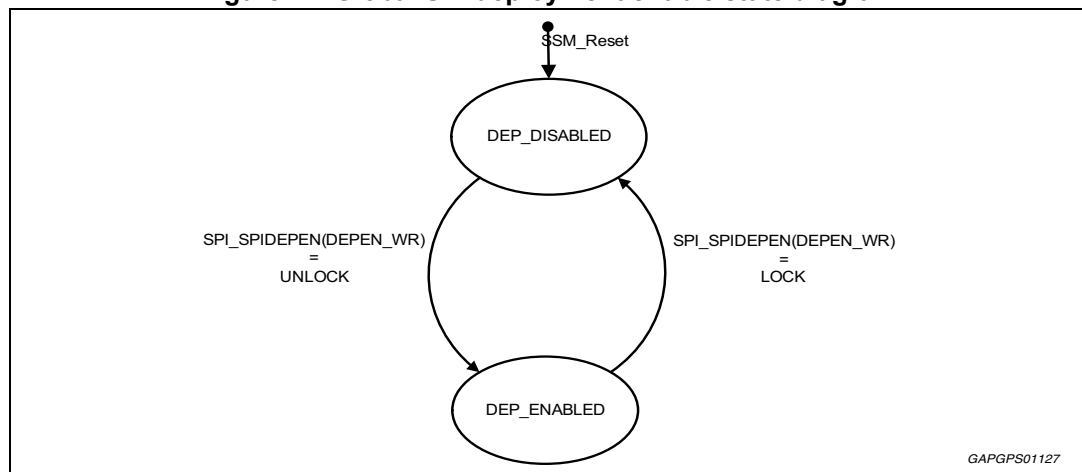 SSM_Reset
DEP_DISABLED
SPI_SPIDEPEN(DEPEN_WR)
=
UNLOCK
SPI_SPIDEPEN(DEPEN_WR)
=
LOCK
DEP_ENABLED
GAPGPS01127